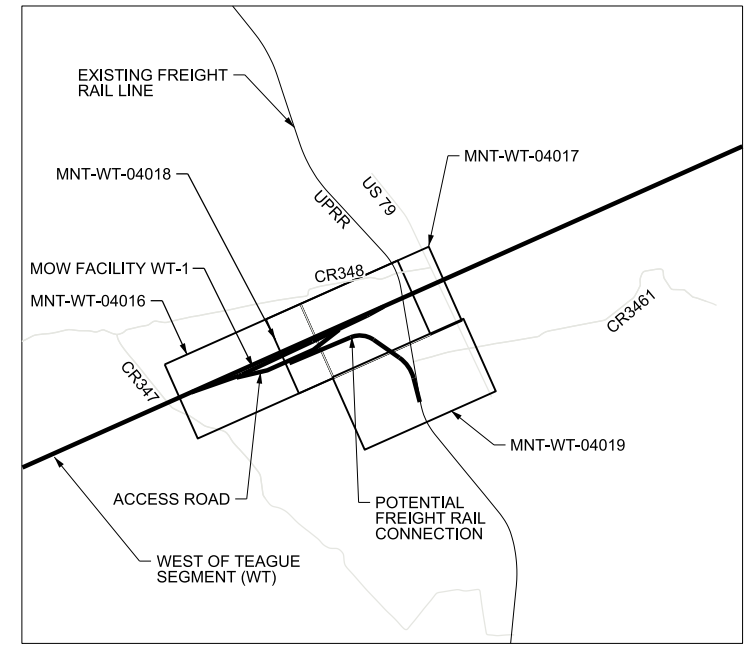 EXISTING FREIGHT
RAIL LINE
MNT-WT-04017
MNT-WT-04018
US 79
UPRR
MOW FACILITY WT-1
CR348
MNT-WT-04016
CR3461
CR347
MNT-WT-04019
ACCESS ROAD
POTENTIAL
FREIGHT RAIL
CONNECTION
WEST OF TEAGUE
SEGMENT (WT)